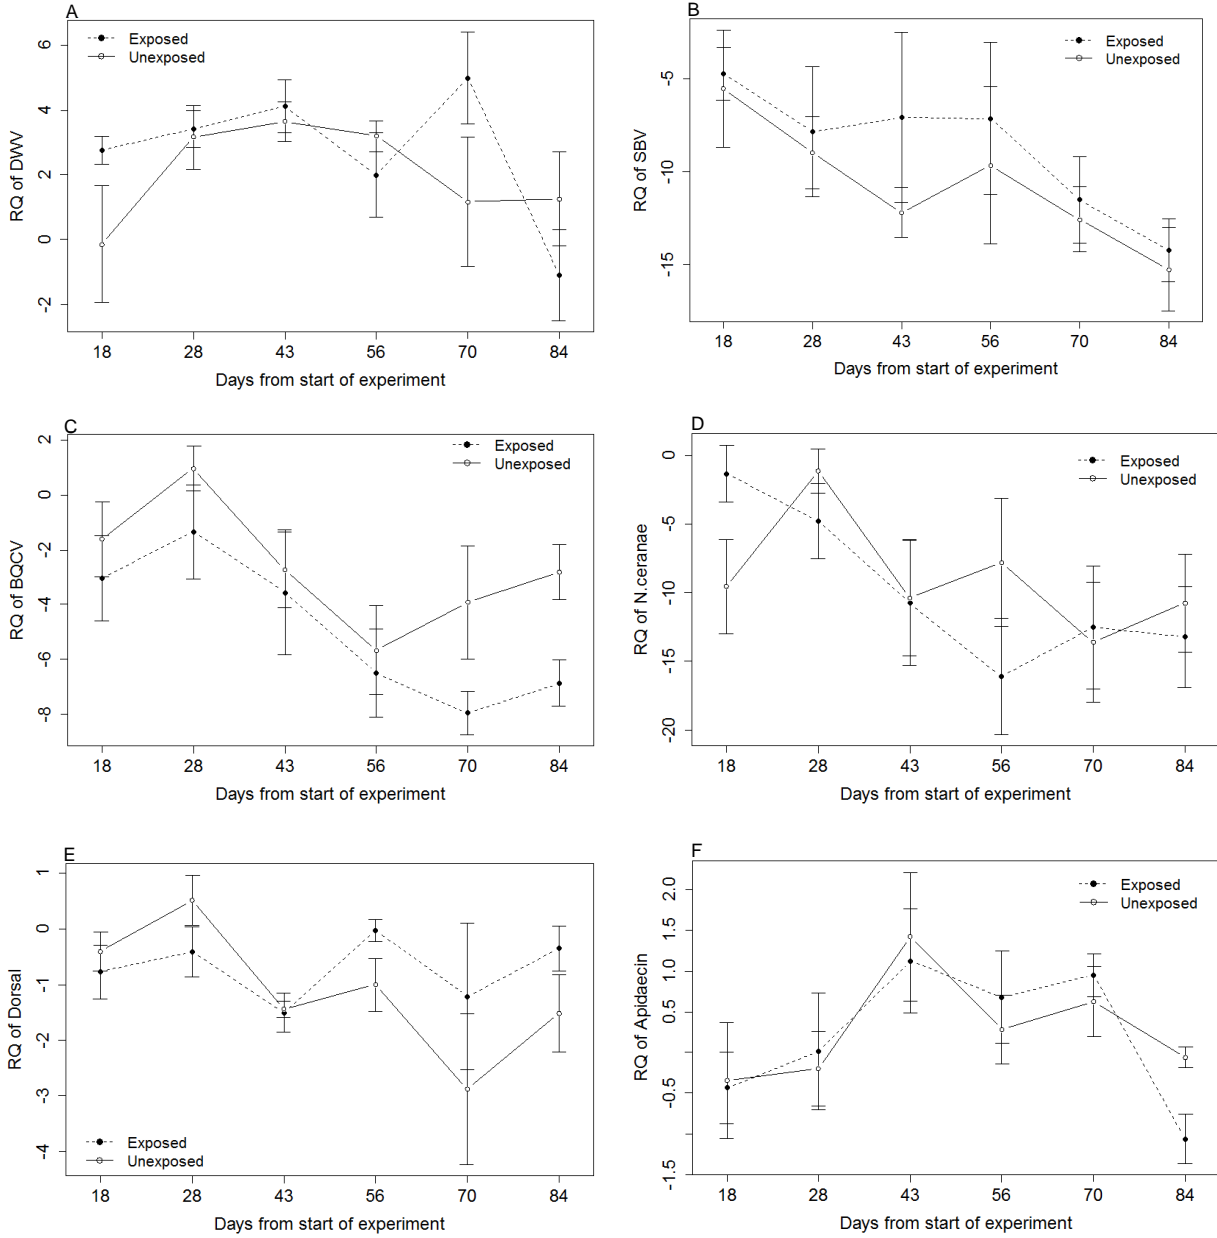 A
Exposed
Unexposed
RQ of DWV
6
4
2
0
-2
18 28 43 56 70 84
Days from start of experiment
B
Exposed
Unexposed
RQ of SBV
-5
-10
-15
18 28 43 56 70 84
Days from start of experiment
C
Exposed
Unexposed
RQ of BQCV
2
0
-2
-4
-6
-8
18 28 43 56 70 84
Days from start of experiment
D
Exposed
Unexposed
RQ of N.ceranae
0
-5
-10
-15
-20
18 28 43 56 70 84
Days from start of experiment
E
Exposed
Unexposed
RQ of Dorsal
1
0
-1
-2
-3
-4
18 28 43 56 70 84
Days from start of experiment
F
Exposed
Unexposed
RQ of Apidaecin
2.0
1.5
1.0
0.5
-0.5
-1.5
18 28 43 56 70 84
Days from start of experiment